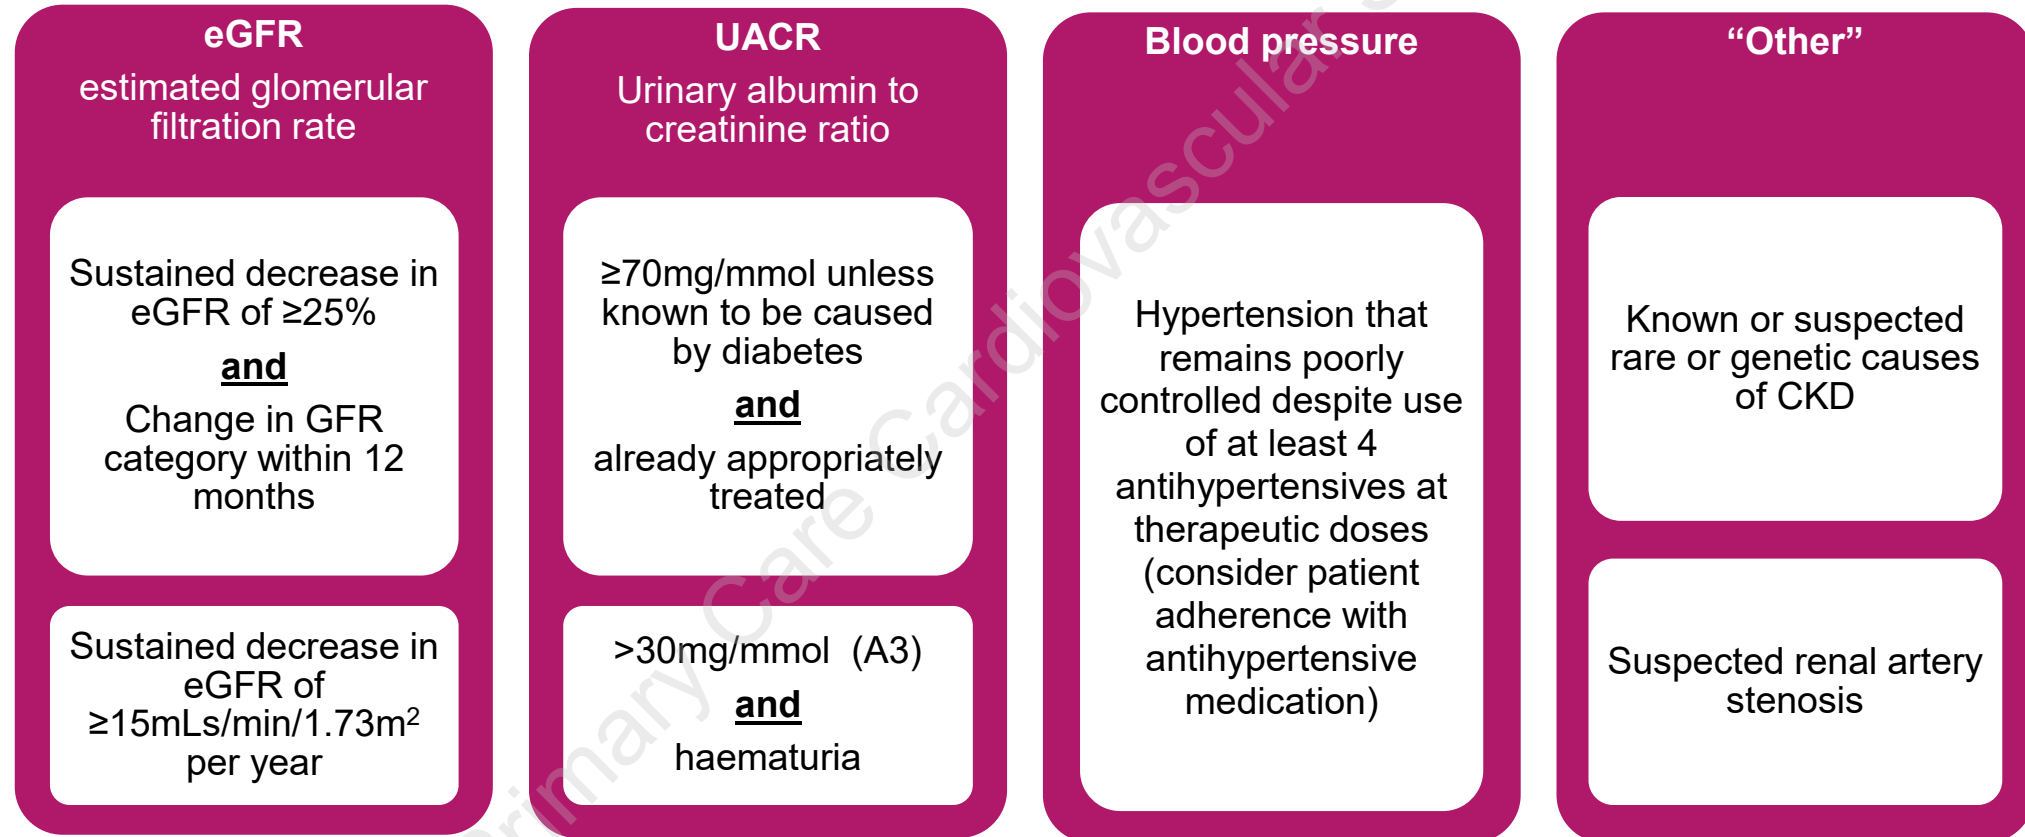 eGFR
estimated glomerular
filtration rate
Sustained decrease in
eGFR of ≥25%
and
Change in GFR
category within 12
months
Sustained decrease in
eGFR of
≥15mLs/min/1.73m²
per year
UACR
Urinary albumin to
creatinine ratio
≥70mg/mmol unless
known to be caused
by diabetes
and
already appropriately
treated
>30mg/mmol (A3)
and
haematuria
Blood pressure
Hypertension that
remains poorly
controlled despite use
of at least 4
antihypertensives at
therapeutic doses
(consider patient
adherence with
antihypertensive
medication)
“Other”
Known or suspected
rare or genetic causes
of CKD
Suspected renal artery
stenosis
Primary Care Cardiovascular